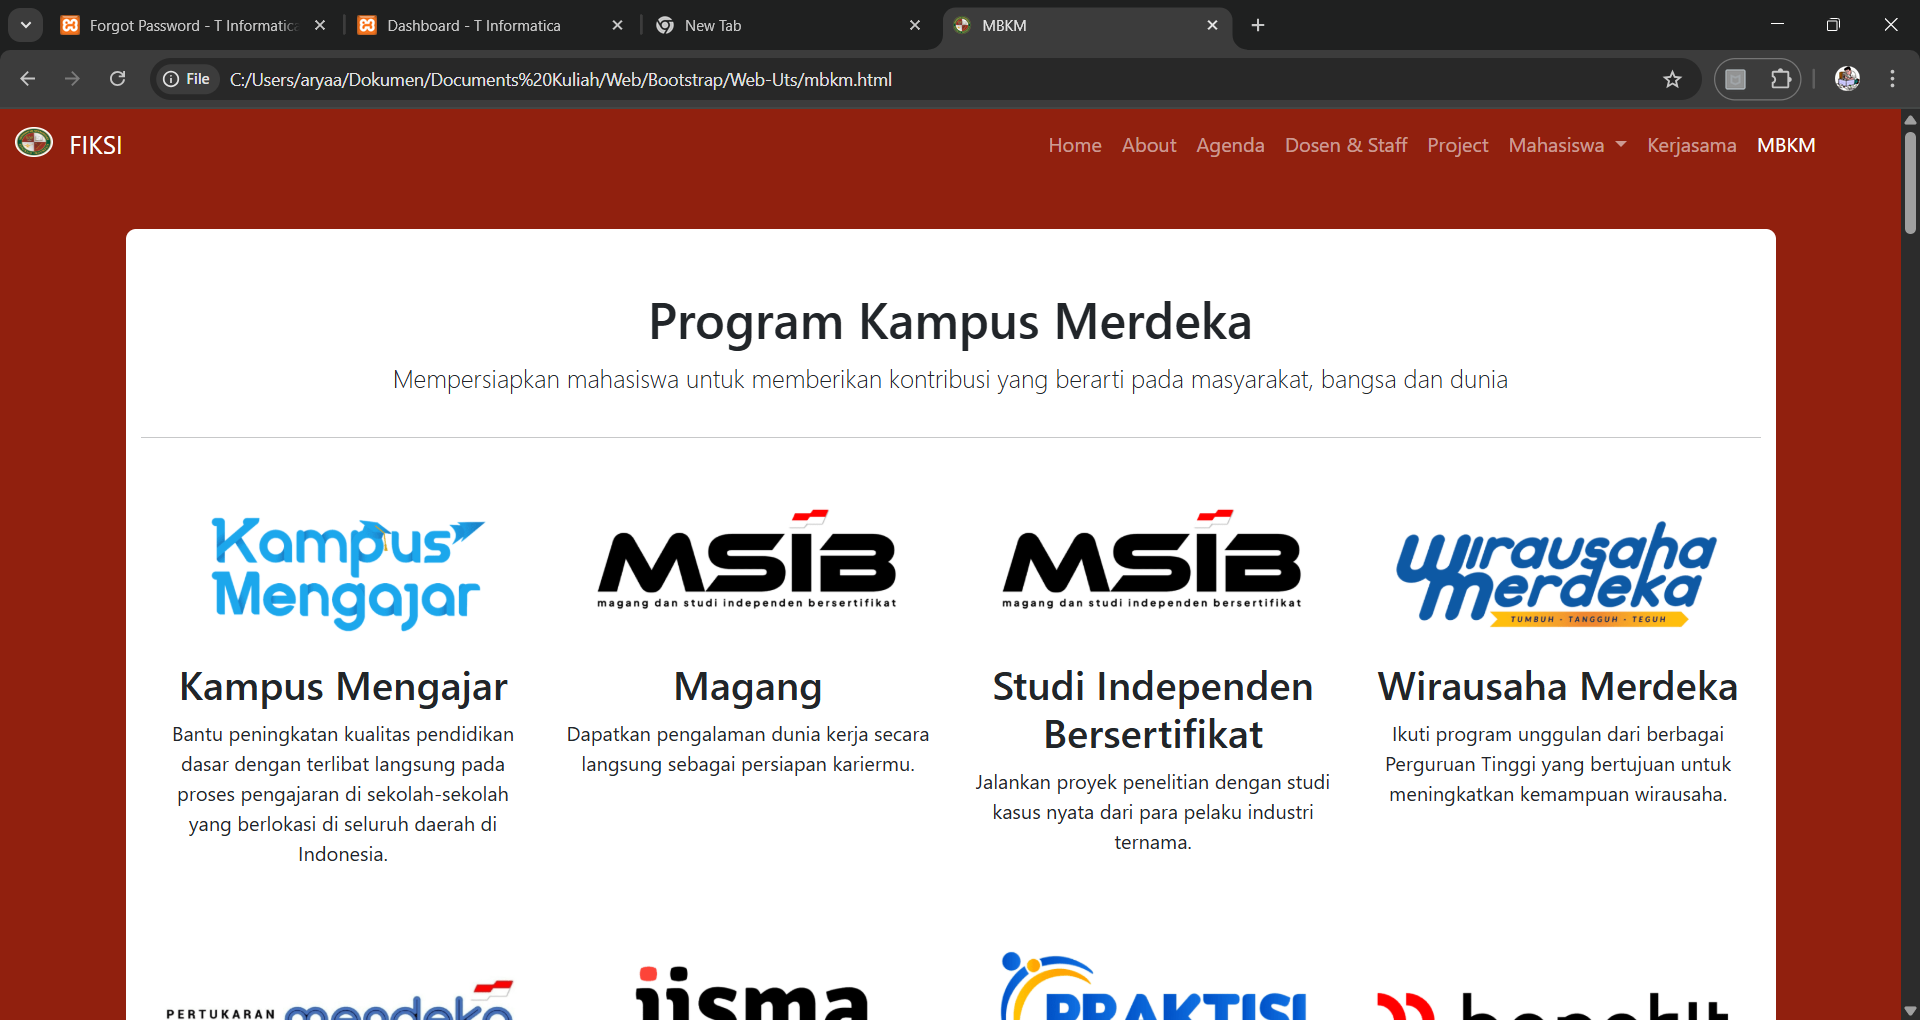 Forgot Password - T Informatica
Dashboard - T Informatica
New Tab
MBKM
File
C:/Users/aryaa/Dokumen/Documents%20Kuliah/Web/Bootstrap/Web-Uts/mbkm.html
FIKSI
Home
About
Agenda
Dosen & Staff
Project
Mahasiswa
Kerjasama
MBKM
Program Kampus Merdeka
Mempersiapkan mahasiswa untuk memberikan kontribusi yang berarti pada masyarakat, bangsa dan dunia
Kampus
Mengajar
Kampus Mengajar
Bantu peningkatan kualitas pendidikan
dasar dengan terlibat langsung pada
proses pengajaran di sekolah-sekolah
yang berlokasi di seluruh daerah di
Indonesia.
MSIB
magang dan studi independen bersertifikat
Magang
Dapatkan pengalaman dunia kerja secara
langsung sebagai persiapan kariermu.
MSIB
magang dan studi independen bersertifikat
Studi Independen
Bersertifikat
Jalankan proyek penelitian dengan studi
kasus nyata dari para pelaku industri
ternama.
Wirausaha
Merdeka
TUMBUH - TANGGUH - TEGUH
Wirausaha Merdeka
Ikuti program unggulan dari berbagai
Perguruan Tinggi yang bertujuan untuk
meningkatkan kemampuan wirausaha.
PERTUKARAN
merdeka
iisma
PRAKTISI